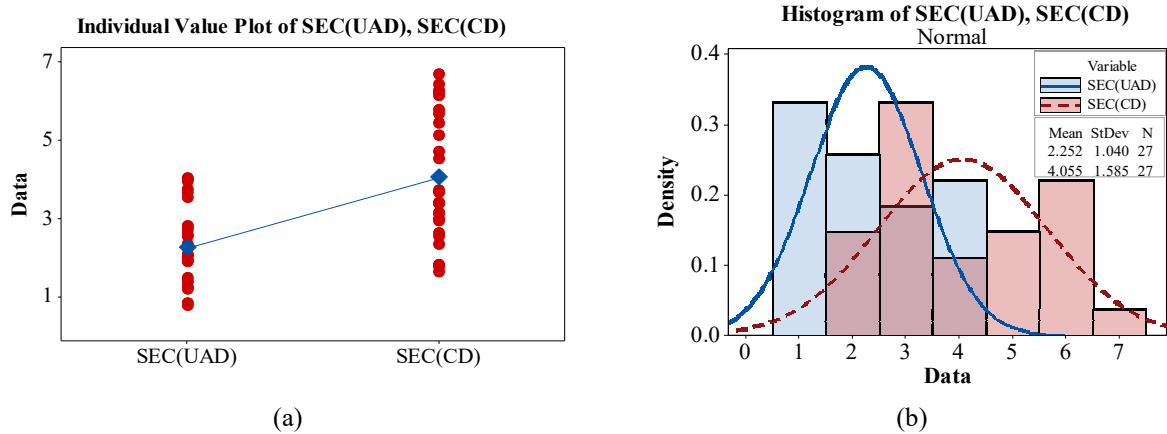 Individual Value Plot of SEC(UAD), SEC(CD)
7
5
3
1
Data
SEC(UAD) SEC(CD)
(a)
Histogram of SEC(UAD), SEC(CD)
Normal
0.4
0.3
0.2
0.1
0.0
Density
Variable
SEC(UAD)
SEC(CD)
Mean StDev N
2.252 1.040 27
4.055 1.585 27
0 1 2 3 4 5 6 7
Data
(b)